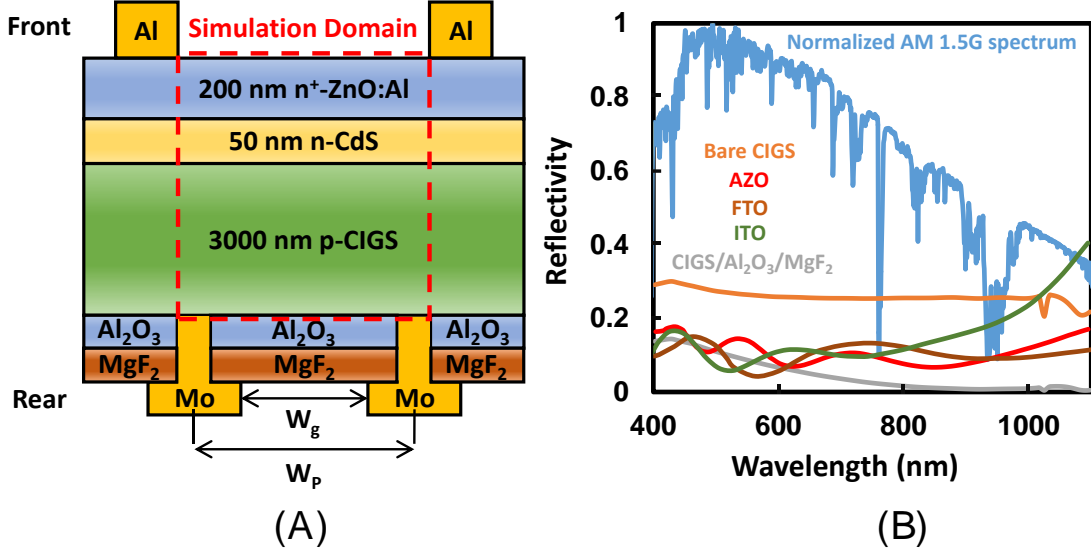 Front
Al
Simulation Domain
Al
200 nm n⁺-ZnO:Al
50 nm n-CdS
3000 nm p-CIGS
Al₂O₃
Al₂O₃
Al₂O₃
MgF₂
MgF₂
MgF₂
Rear
Mo
Mo
W_g
W_P
(A)
Reflectivity
1
0.8
0.6
0.4
0.2
0
Normalized AM 1.5G spectrum
Bare CIGS
AZO
FTO
ITO
CIGS/Al₂O₃/MgF₂
400
600
800
1000
Wavelength (nm)
(B)